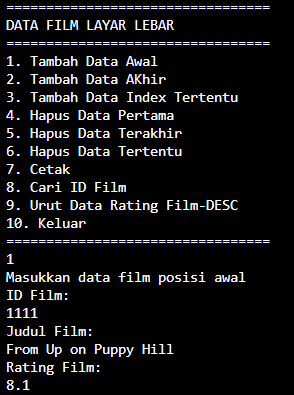 =================================
DATA FILM LAYAR LEBAR
=================================
1. Tambah Data Awal
2. Tambah Data AKhir
3. Tambah Data Index Tertentu
4. Hapus Data Pertama
5. Hapus Data Terakhir
6. Hapus Data Tertentu
7. Cetak
8. Cari ID Film
9. Urut Data Rating Film-DESC
10. Keluar
=================================
1
Masukkan data film posisi awal
ID Film:
1111
Judul Film:
From Up on Puppy Hill
Rating Film:
8.1